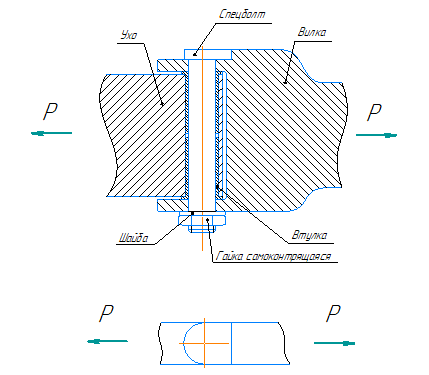 Спецболт
Ухо
Вилка
P
P
Шайба
Втулка
Гайка самоконтрящаяся
P
P